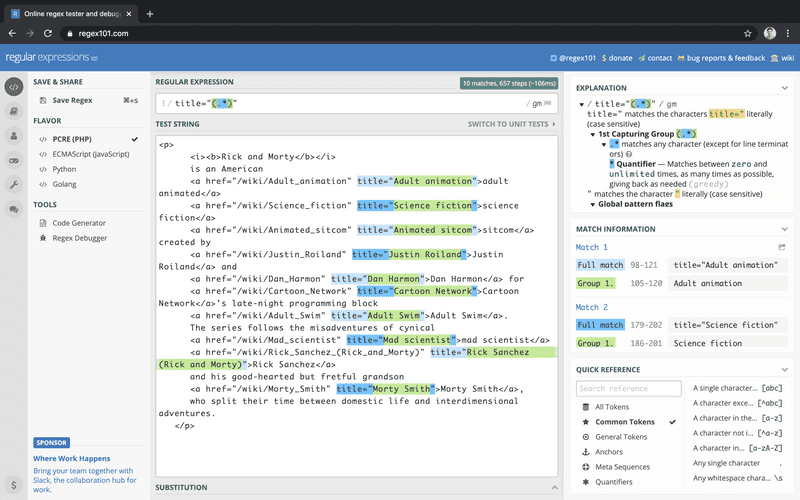 Online regex tester and debugg
regex101.com
regular expressions 101
@regex101
$ donate
contact
bug reports & feedback
wiki
SAVE & SHARE
Save Regex
⌘+s
FLAVOR
PCRE (PHP)
ECMAScript (JavaScript)
Python
Golang
TOOLS
Code Generator
Regex Debugger
SPONSOR
Where Work Happens
Bring your team together with
Slack, the collaboration hub for
work.
REGULAR EXPRESSION
10 matches, 657 steps (~106ms)
/ title="(.*)"
/ gm
TEST STRING
SWITCH TO UNIT TESTS
<p>
<i><b>Rick and Morty</b></i>
is an American
<a href="/wiki/Adult_animation" title="Adult animation">adult
animated</a>
<a href="/wiki/Science_fiction" title="Science fiction">science
fiction</a>
<a href="/wiki/Animated_sitcom" title="Animated sitcom">sitcom</a>
created by
<a href="/wiki/Justin_Roiland" title="Justin Roiland">Justin
Roiland</a> and
<a href="/wiki/Dan_Harmon" title="Dan Harmon">Dan Harmon</a> for
<a href="/wiki/Cartoon_Network" title="Cartoon Network">Cartoon
Network</a>'s late-night programming block
<a href="/wiki/Adult_Swim" title="Adult Swim">Adult Swim</a>.
The series follows the misadventures of cynical
<a href="/wiki/Mad_scientist" title="Mad scientist">mad scientist</a>
<a href="/wiki/Rick_Sanchez_(Rick_and_Morty)" title="Rick Sanchez
(Rick and Morty)">Rick Sanchez</a>
and his good-hearted but fretful grandson
<a href="/wiki/Morty_Smith" title="Morty Smith">Morty Smith</a>,
who split their time between domestic life and interdimensional
adventures.
</p>
SUBSTITUTION
EXPLANATION
/ title="(.*)" / gm
title=" matches the characters title=" literally
(case sensitive)
1st Capturing Group (.*)
.* matches any character (except for line terminat
ors)
* Quantifier — Matches between zero and
unlimited times, as many times as possible,
giving back as needed (greedy)
" matches the character " literally (case sensitive)
Global pattern flags
MATCH INFORMATION
Match 1
Full match 98-121 title="Adult animation"
Group 1. 105-120 Adult animation
Match 2
Full match 179-202 title="Science fiction"
Group 1. 186-201 Science fiction
QUICK REFERENCE
Search reference
All Tokens
Common Tokens
General Tokens
Anchors
Meta Sequences
Quantifiers
A single character... [abc]
A character exce... [^abc]
A character in the... [a-z]
A character not i... [^a-z]
A character in... [a-zA-Z]
Any single character .
Any whitespace chara... \s